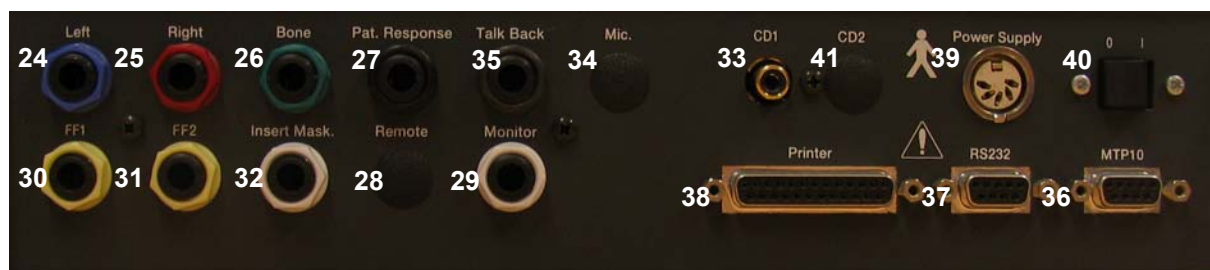 Left Right Bone Pat. Response Talk Back Mic. CD1 CD2 Power Supply 0 I
24 25 26 27 35 34 33 41 39 40
FF1 FF2 Insert Mask. Remote Monitor Printer RS232 MTP10
30 31 32 28 29 38 37 36